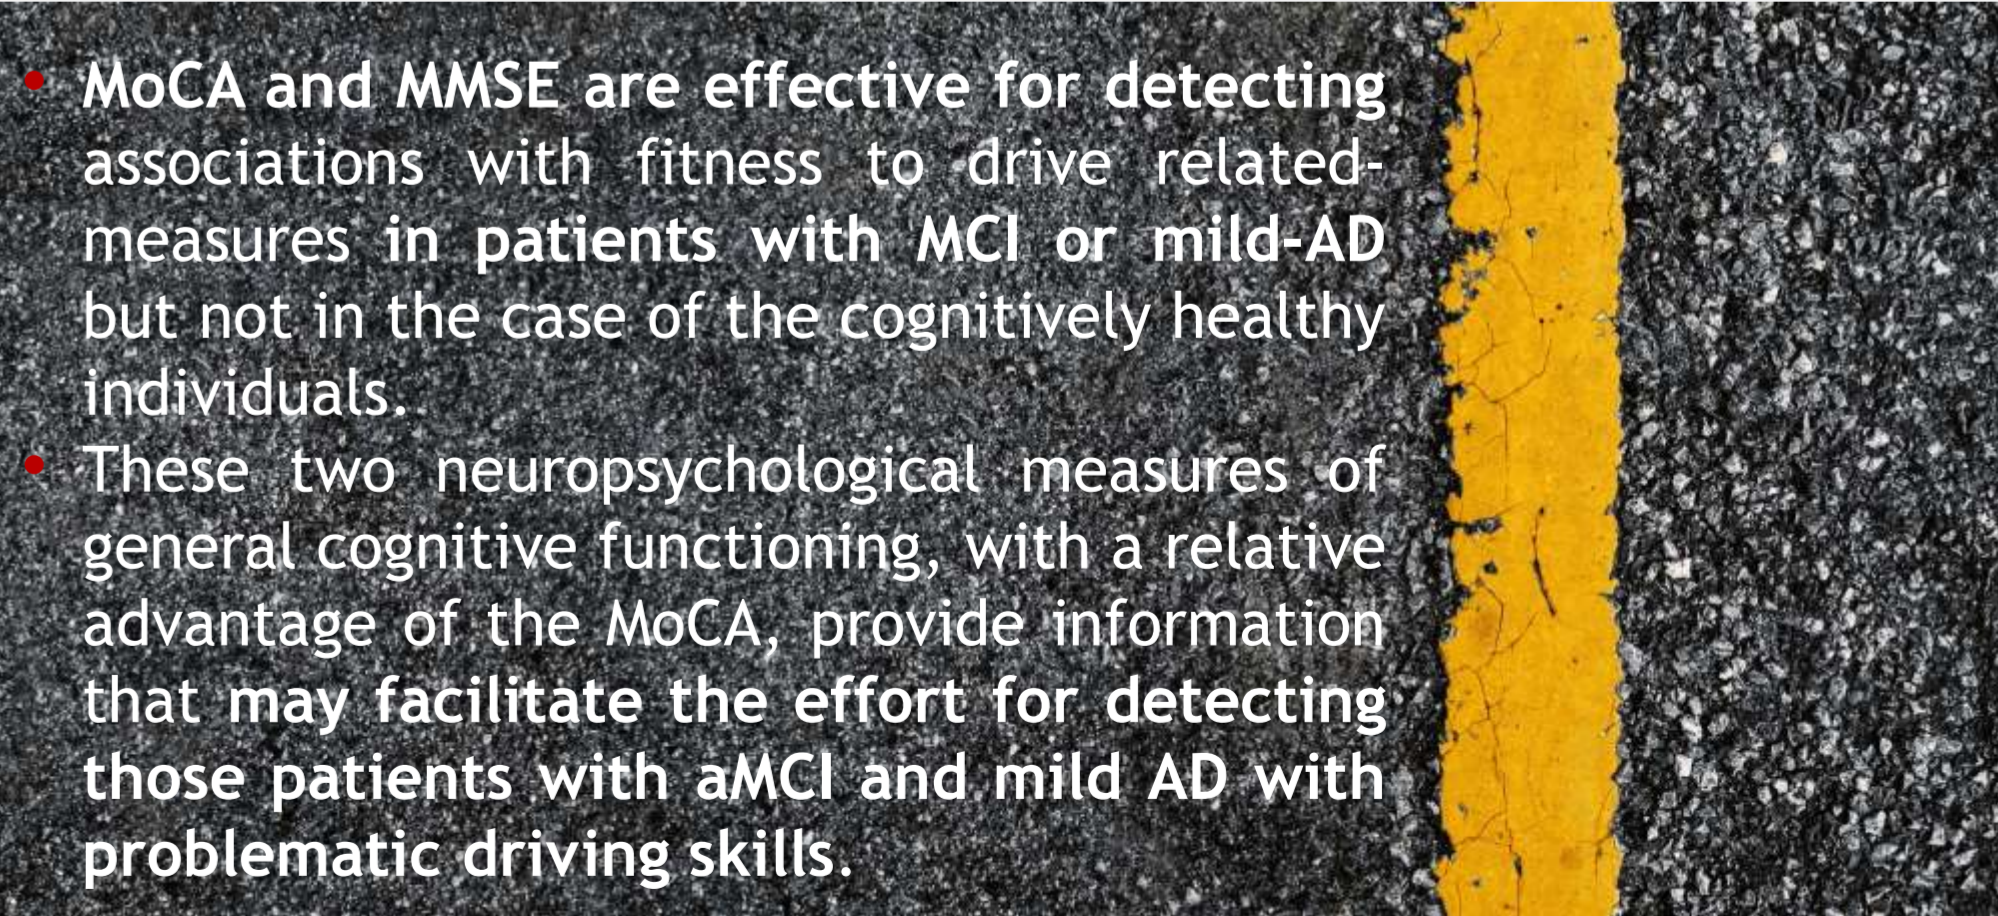 • MoCA and MMSE are effective for detecting
associations with fitness to drive related-
measures in patients with MCI or mild-AD
but not in the case of the cognitively healthy
individuals.
• These two neuropsychological measures of
general cognitive functioning, with a relative
advantage of the MoCA, provide information
that may facilitate the effort for detecting
those patients with aMCI and mild AD with
problematic driving skills.